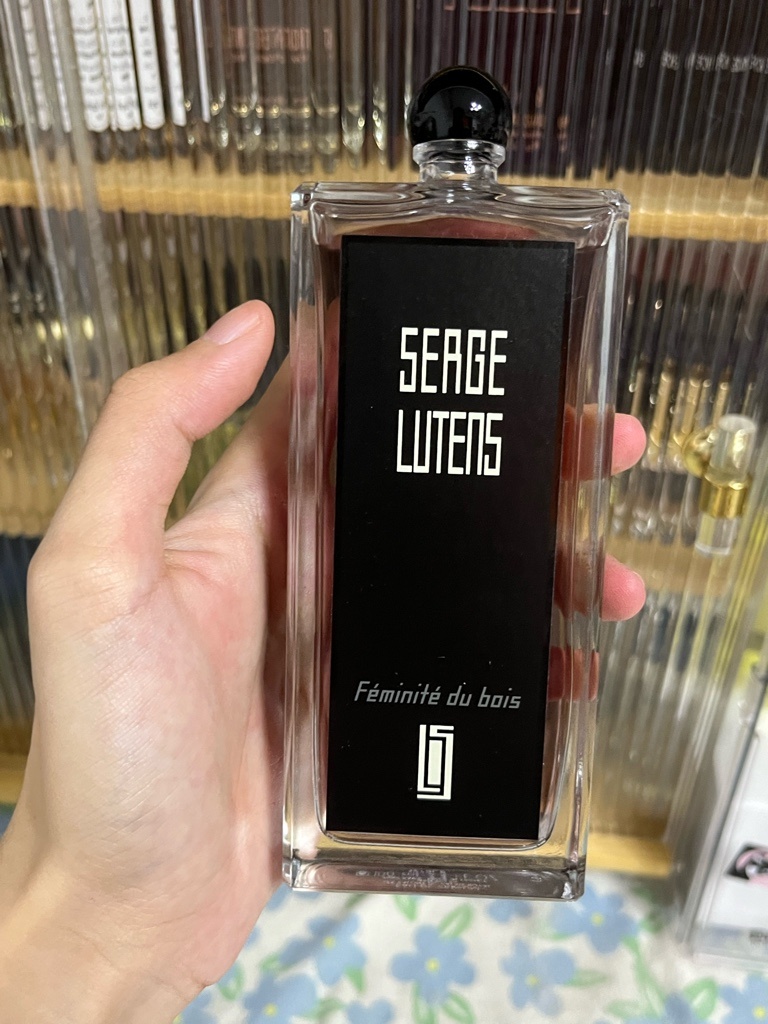 SERGE
LUTENS
Féminité du bois